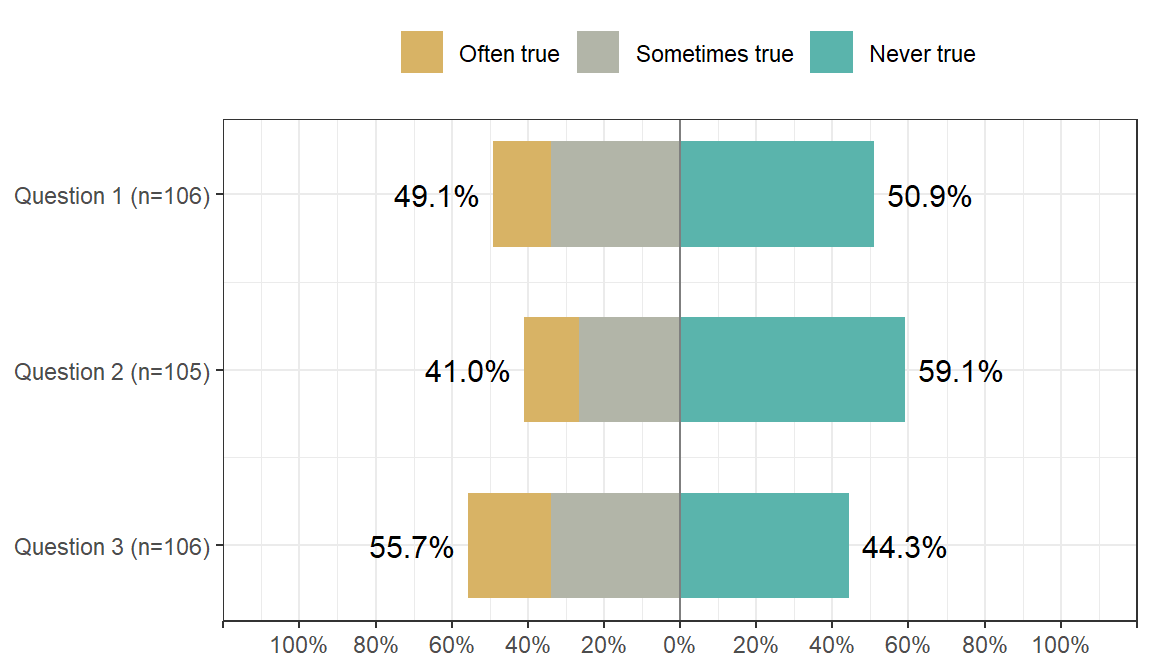 Often true Sometimes true Never true
Question 1 (n=106) 49.1% 50.9%
Question 2 (n=105) 41.0% 59.1%
Question 3 (n=106) 55.7% 44.3%
100% 80% 60% 40% 20% 0% 20% 40% 60% 80% 100%